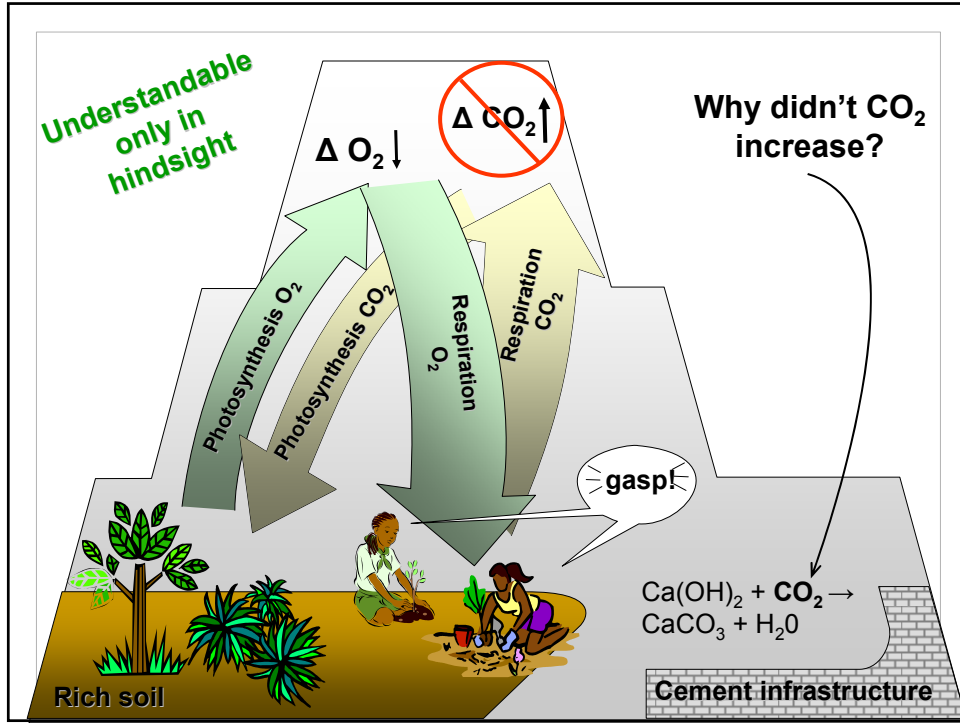 Understandable
only in
hindsight
Δ O₂ ↓
Δ CO₂ ↑
Why didn't CO₂
increase?
Photosynthesis O₂
Photosynthesis CO₂
Respiration
O₂
Respiration
CO₂
gasp!
Ca(OH)₂ + CO₂ →
CaCO₃ + H₂0
Rich soil
Cement infrastructure